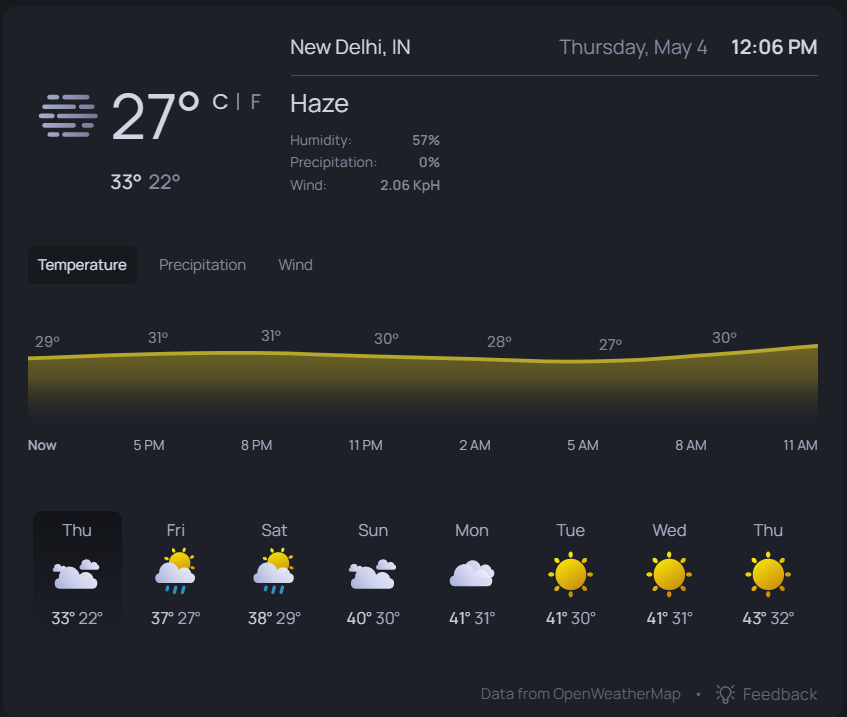 New Delhi, IN Thursday, May 4 12:06 PM
27° C | F
33° 22°
Haze
Humidity: 57%
Precipitation: 0%
Wind: 2.06 KpH
Temperature Precipitation Wind
29° 31° 31° 30° 28° 27° 30°
Now 5 PM 8 PM 11 PM 2 AM 5 AM 8 AM 11 AM
Thu Fri Sat Sun Mon Tue Wed Thu
33° 22° 37° 27° 38° 29° 40° 30° 41° 31° 41° 30° 41° 31° 43° 32°
Data from OpenWeatherMap • Feedback